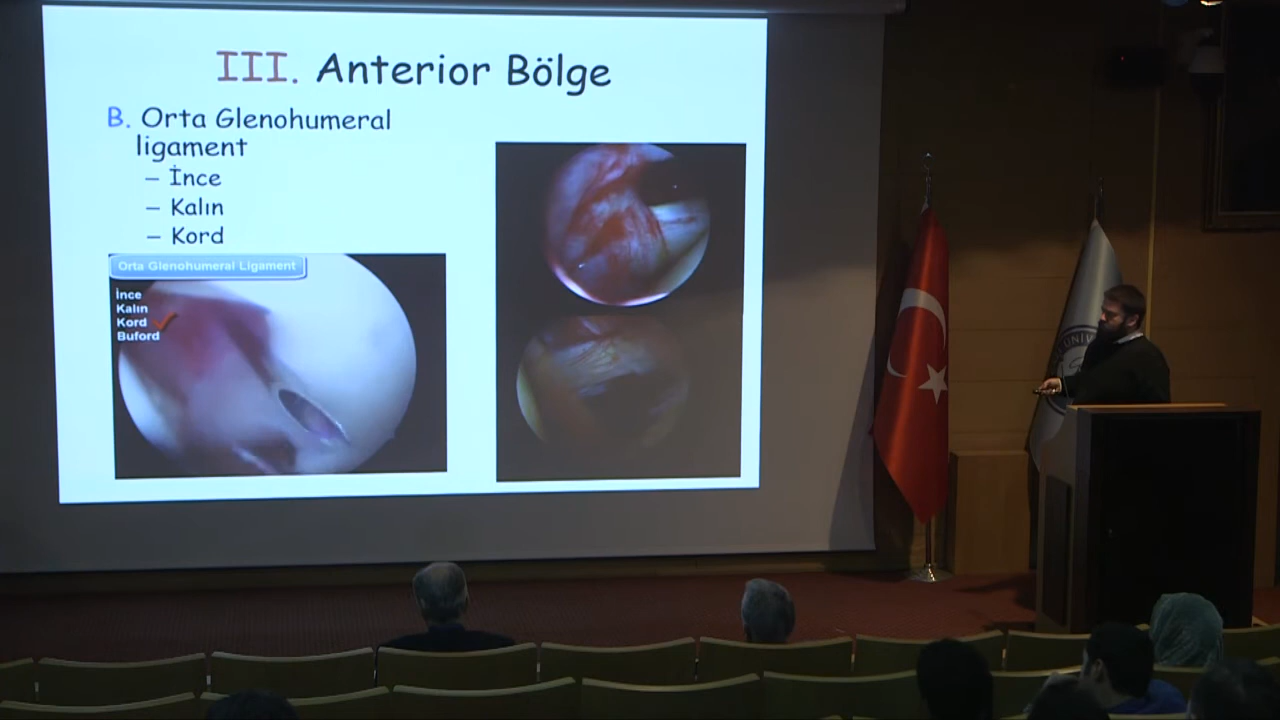 III. Anterior Bölge
B. Orta Glenohumeral
ligament
– İnce
– Kalın
– Kord
Orta Glenohumeral Ligament
İnce
Kalın
Kord
Buford